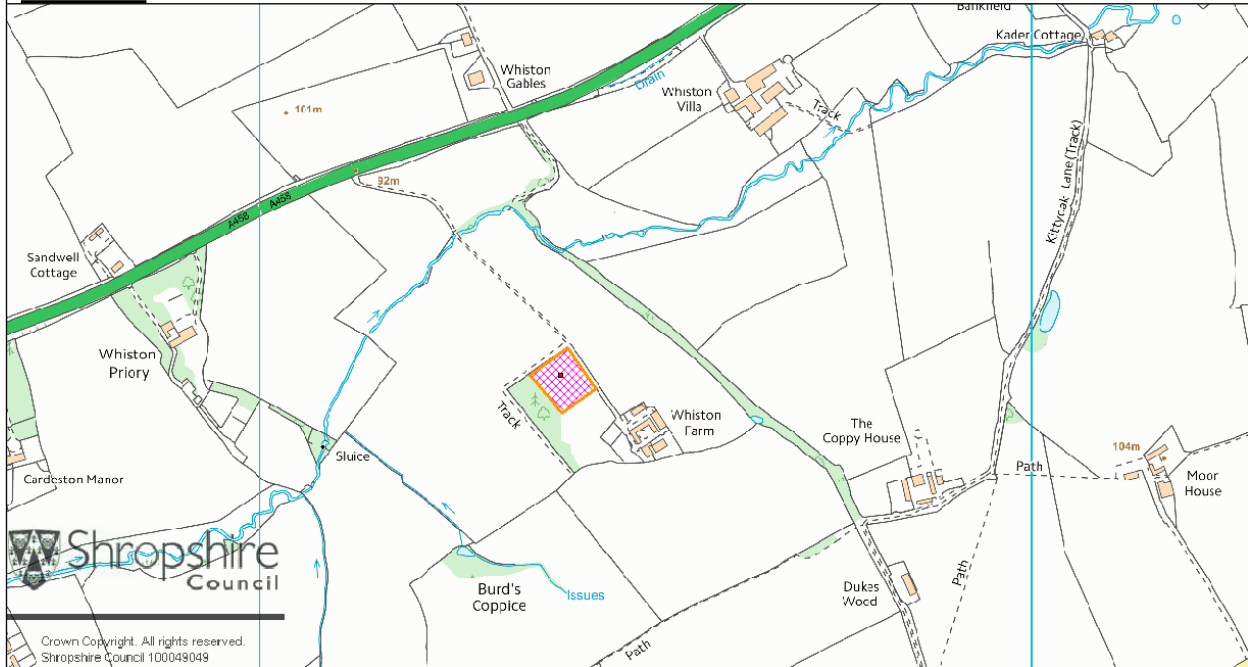 Bankfield
Kader Cottage
Whiston
Gables
Drain
Whiston
Villa
Track
101m
92m
A458
A458
Kittycak Lane (Track)
Sandwell
Cottage
Whiston
Priory
Track
Whiston
Farm
The
Coppy House
Path
104m
Moor
House
Sluice
Cardeston Manor
Shropshire
Council
Burd's
Coppice
Issues
Dukes
Wood
Path
Path
Crown Copyright. All rights reserved.
Shropshire Council 100049049